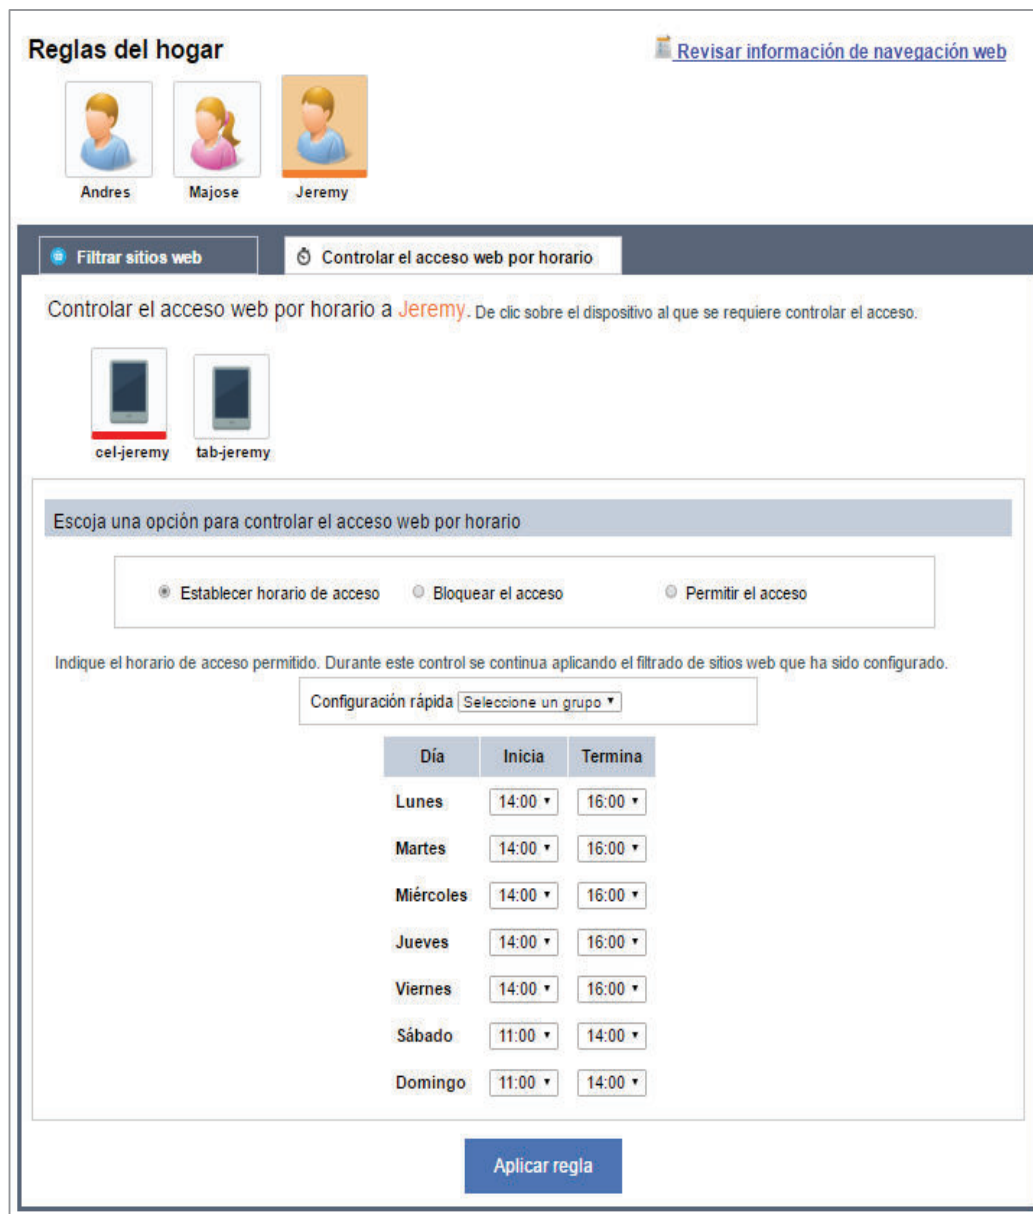 Reglas del hogar
Revisar información de navegación web
Andres Majose Jeremy
Filtrar sitios web Controlar el acceso web por horario
Controlar el acceso web por horario a Jeremy. De clic sobre el dispositivo al que se requiere controlar el acceso.
cel-jeremy tab-jeremy
Escoja una opción para controlar el acceso web por horario
Establecer horario de acceso Bloquear el acceso Permitir el acceso
Indique el horario de acceso permitido. Durante este control se continua aplicando el filtrado de sitios web que ha sido configurado.
Configuración rápida Seleccione un grupo
Día Inicia Termina
Lunes 14:00 16:00
Martes 14:00 16:00
Miércoles 14:00 16:00
Jueves 14:00 16:00
Viernes 14:00 16:00
Sábado 11:00 14:00
Domingo 11:00 14:00
Aplicar regla